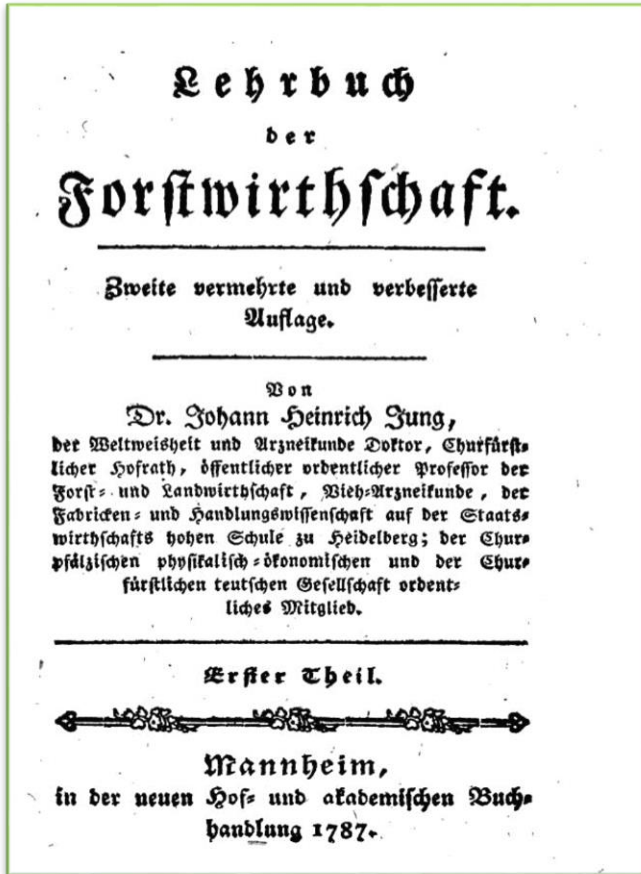 Lehrbuch
der
Forstwirthschaft.
Zweite vermehrte und verbesserte
Auflage.
Von
Dr. Johann Heinrich Jung,
der Weltweisheit und Arzneikunde Doktor, Churfürst-
licher Hofrath, öffentlicher ordentlicher Professor der
Forst- und Landwirthschaft, Vieh-Arzneikunde, der
Fabricken- und Handlungswissenschaft auf der Staats-
wirthschafts hohen Schule zu Heidelberg; der Chur-
pfälzischen physikalisch-ökonomischen und der Chur-
fürstlichen teutschen Gesellschaft ordent-
liches Mitglied.
Erster Theil.
Mannheim,
in der neuen Hof- und akademischen Buch-
handlung 1787.